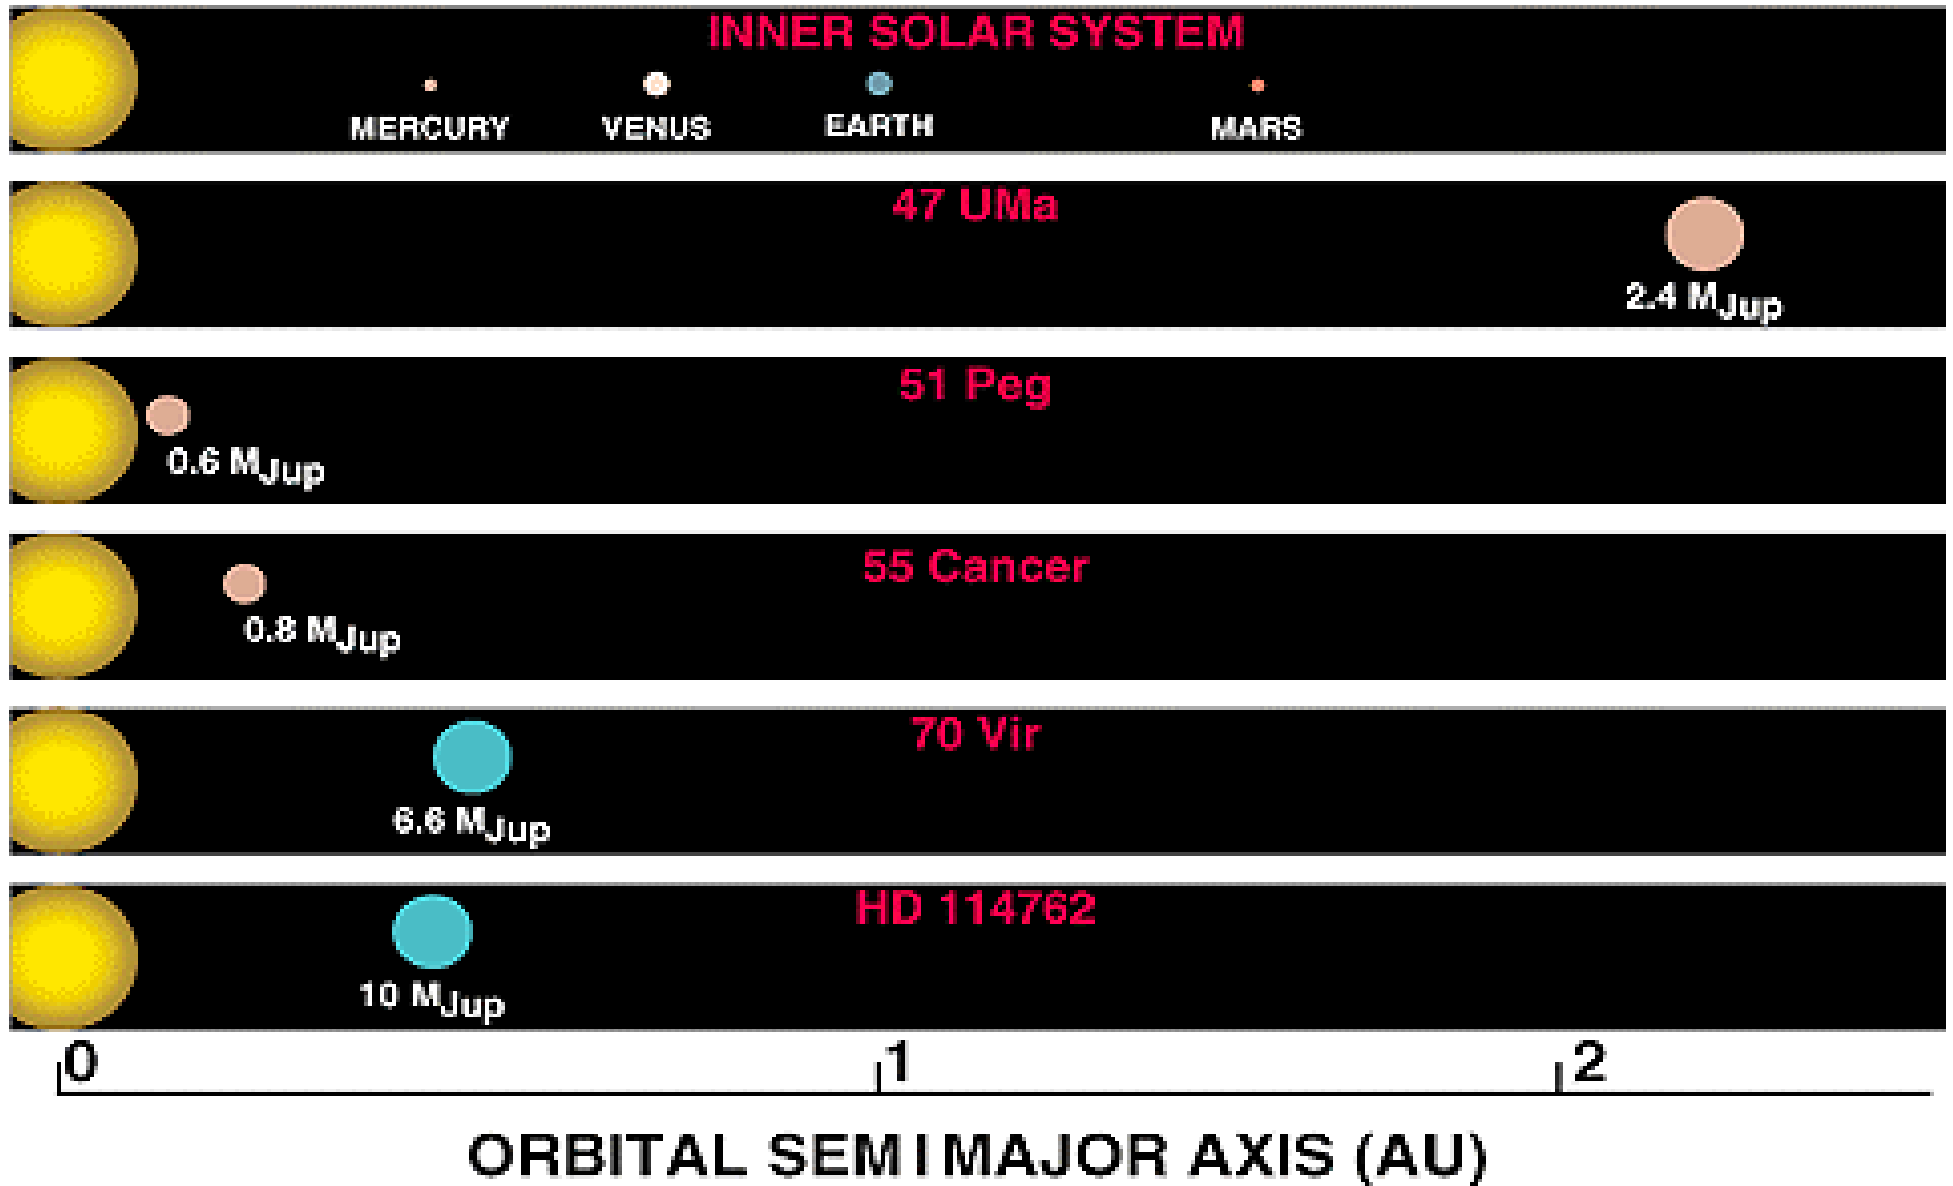 INNER SOLAR SYSTEM
MERCURY VENUS EARTH MARS
47 UMa
2.4 MJup
51 Peg
0.6 MJup
55 Cancer
0.8 MJup
70 Vir
6.6 MJup
HD 114762
10 MJup
0 1 2
ORBITAL SEMIMAJOR AXIS (AU)